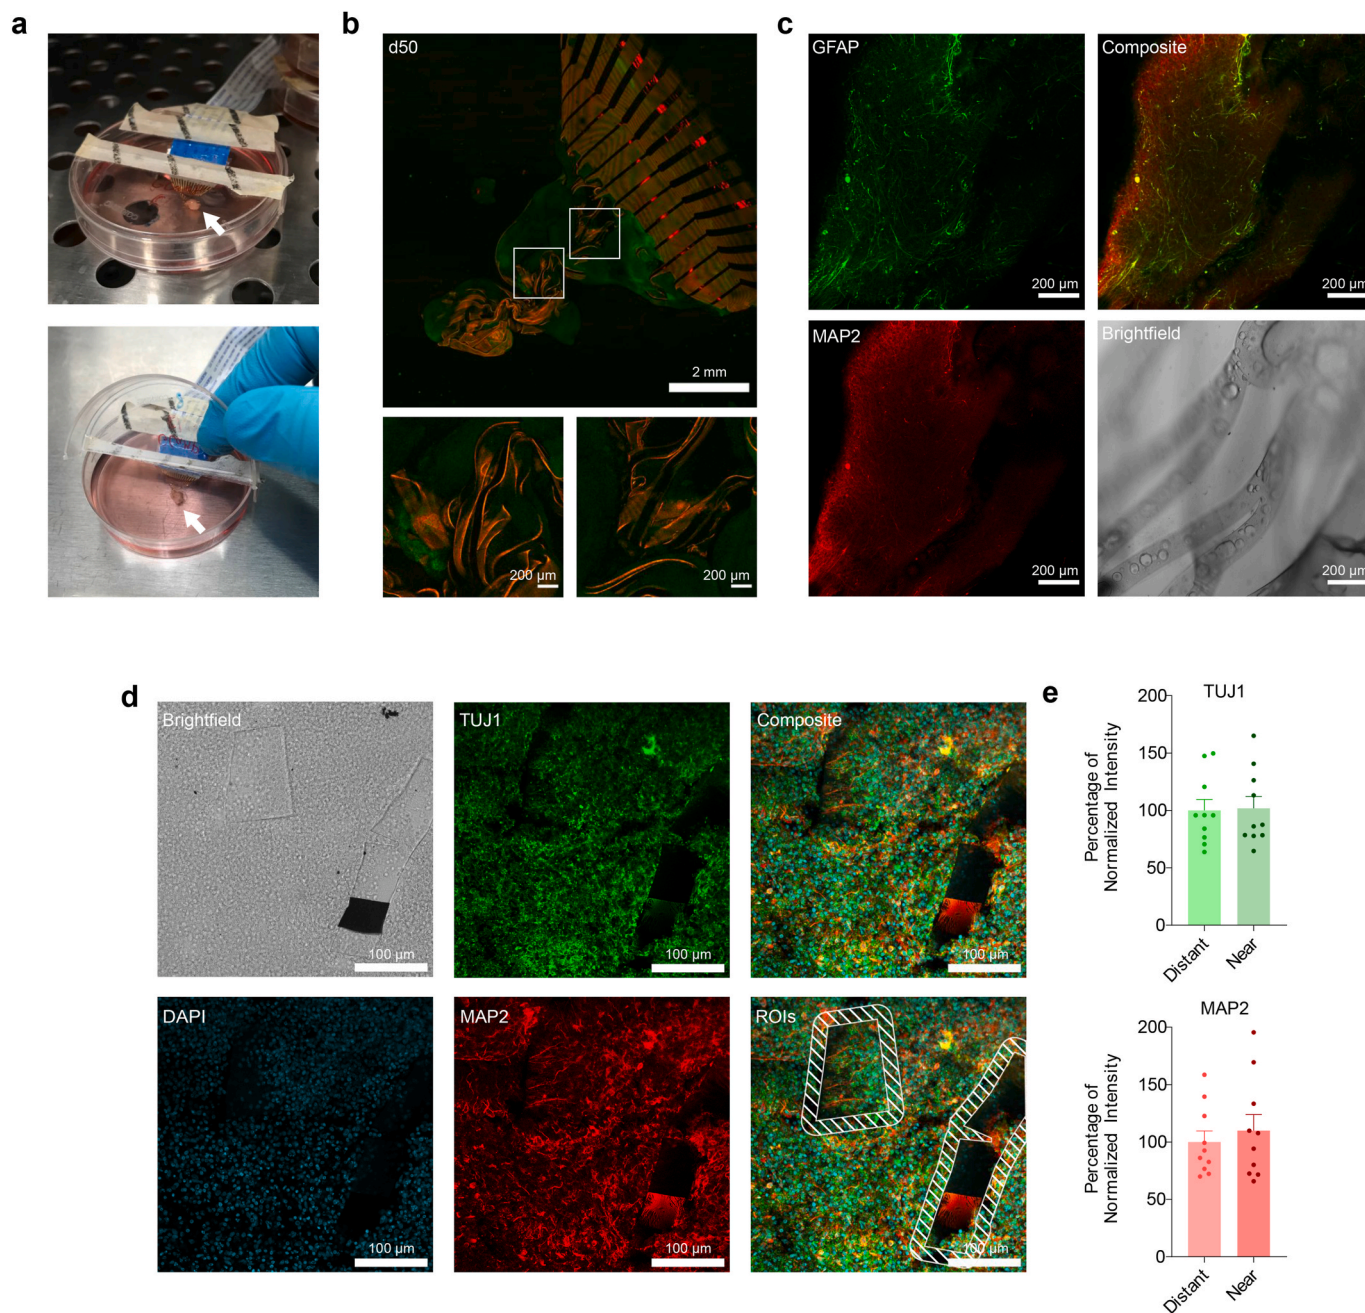 a
b
d50
2 mm
200 µm
200 µm
c
GFAP
200 µm
Composite
200 µm
MAP2
200 µm
Brightfield
200 µm
d
Brightfield
100 µm
TUJ1
100 µm
Composite
100 µm
DAPI
100 µm
MAP2
100 µm
ROIs
100 µm
e
TUJ1
Percentage of
Normalized Intensity
200
150
100
50
0
Distant
Near
MAP2
Percentage of
Normalized Intensity
200
150
100
50
0
Distant
Near